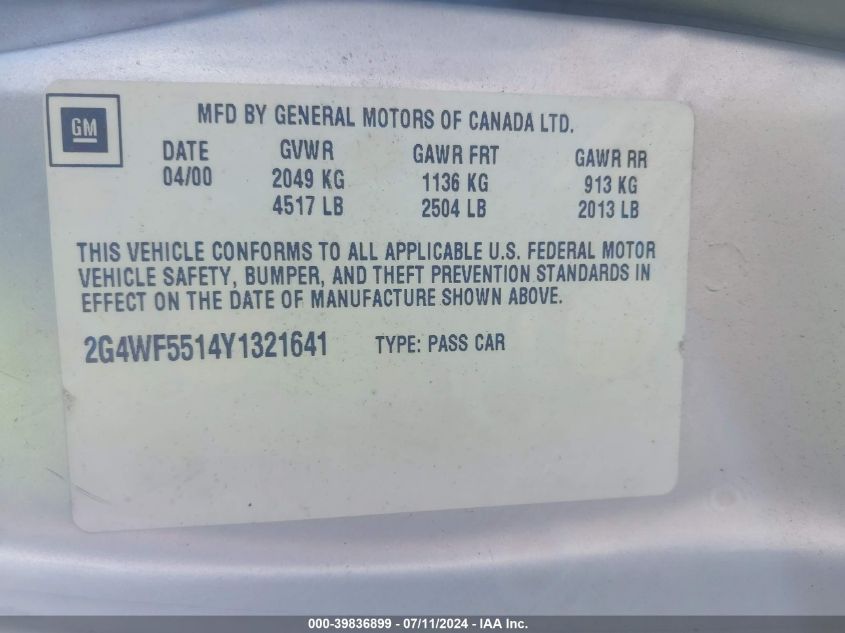 GM
MFD BY GENERAL MOTORS OF CANADA LTD.
DATE GVWR GAWR FRT GAWR RR
04/00 2049 KG 1136 KG 913 KG
4517 LB 2504 LB 2013 LB
THIS VEHICLE CONFORMS TO ALL APPLICABLE U.S. FEDERAL MOTOR
VEHICLE SAFETY, BUMPER, AND THEFT PREVENTION STANDARDS IN
EFFECT ON THE DATE OF MANUFACTURE SHOWN ABOVE.
2G4WF5514Y1321641 TYPE: PASS CAR
000-39836899 / 07/11/2024 - IAA Inc.